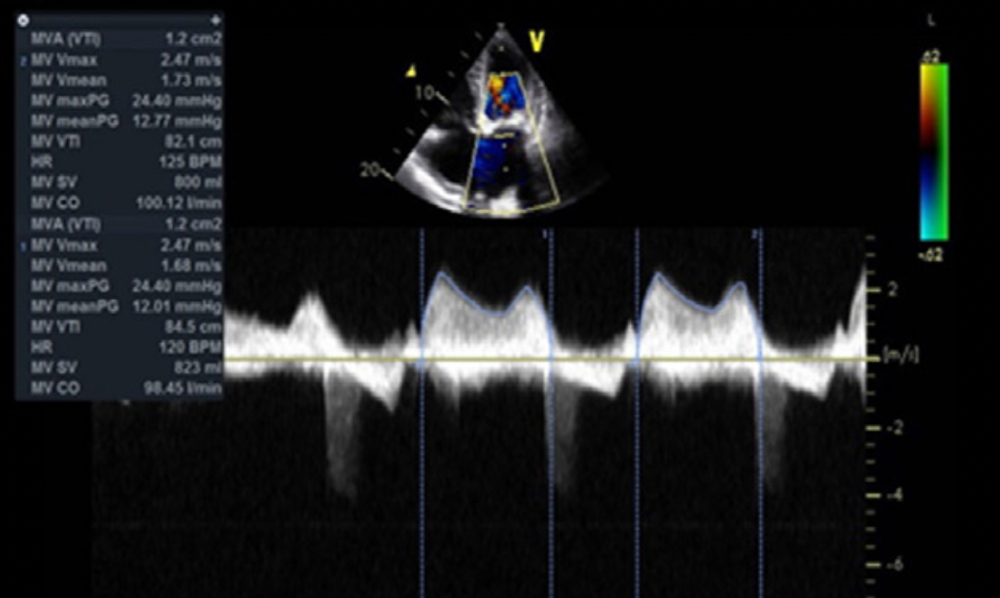 MVA (VTI) 1.2 cm2
2 MV Vmax 2.47 m/s
MV Vmean 1.73 m/s
MV maxPG 24.40 mmHg
MV meanPG 12.77 mmHg
MV VTI 82.1 cm
HR 125 BPM
MV SV 800 ml
MV CO 100.12 l/min
MVA (VTI) 1.2 cm2
1 MV Vmax 2.47 m/s
MV Vmean 1.68 m/s
MV maxPG 24.40 mmHg
MV meanPG 12.01 mmHg
MV VTI 84.5 cm
HR 120 BPM
MV SV 823 ml
MV CO 98.45 l/min
V
10
20
L
.62
-.62
1
2
2
[m/s]
-2
-4
-6